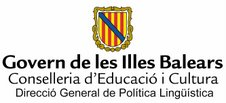 Govern de les Illes Balears
Conselleria d'Educació i Cultura
Direcció General de Política Lingüística